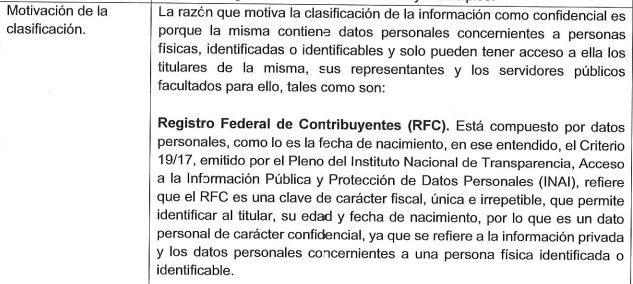 Motivación de la
clasificación.
La razón que motiva la clasificación de la información como confidencial es
porque la misma contiene datos personales concernientes a personas
físicas, identificadas o identificables y solo pueden tener acceso a ella los
titulares de la misma, sus representantes y los servidores públicos
facultados para ello, tales como son:
Registro Federal de Contribuyentes (RFC). Está compuesto por datos
personales, como lo es la fecha de nacimiento, en ese entendido, el Criterio
19/17, emitido por el Pleno del Instituto Nacional de Transparencia, Acceso
a la Información Pública y Protección de Datos Personales (INAI), refiere
que el RFC es una clave de carácter fiscal, única e irrepetible, que permite
identificar al titular, su edad y fecha de nacimiento, por lo que es un dato
personal de carácter confidencial, ya que se refiere a la información privada
y los datos personales concernientes a una persona física identificada o
identificable.